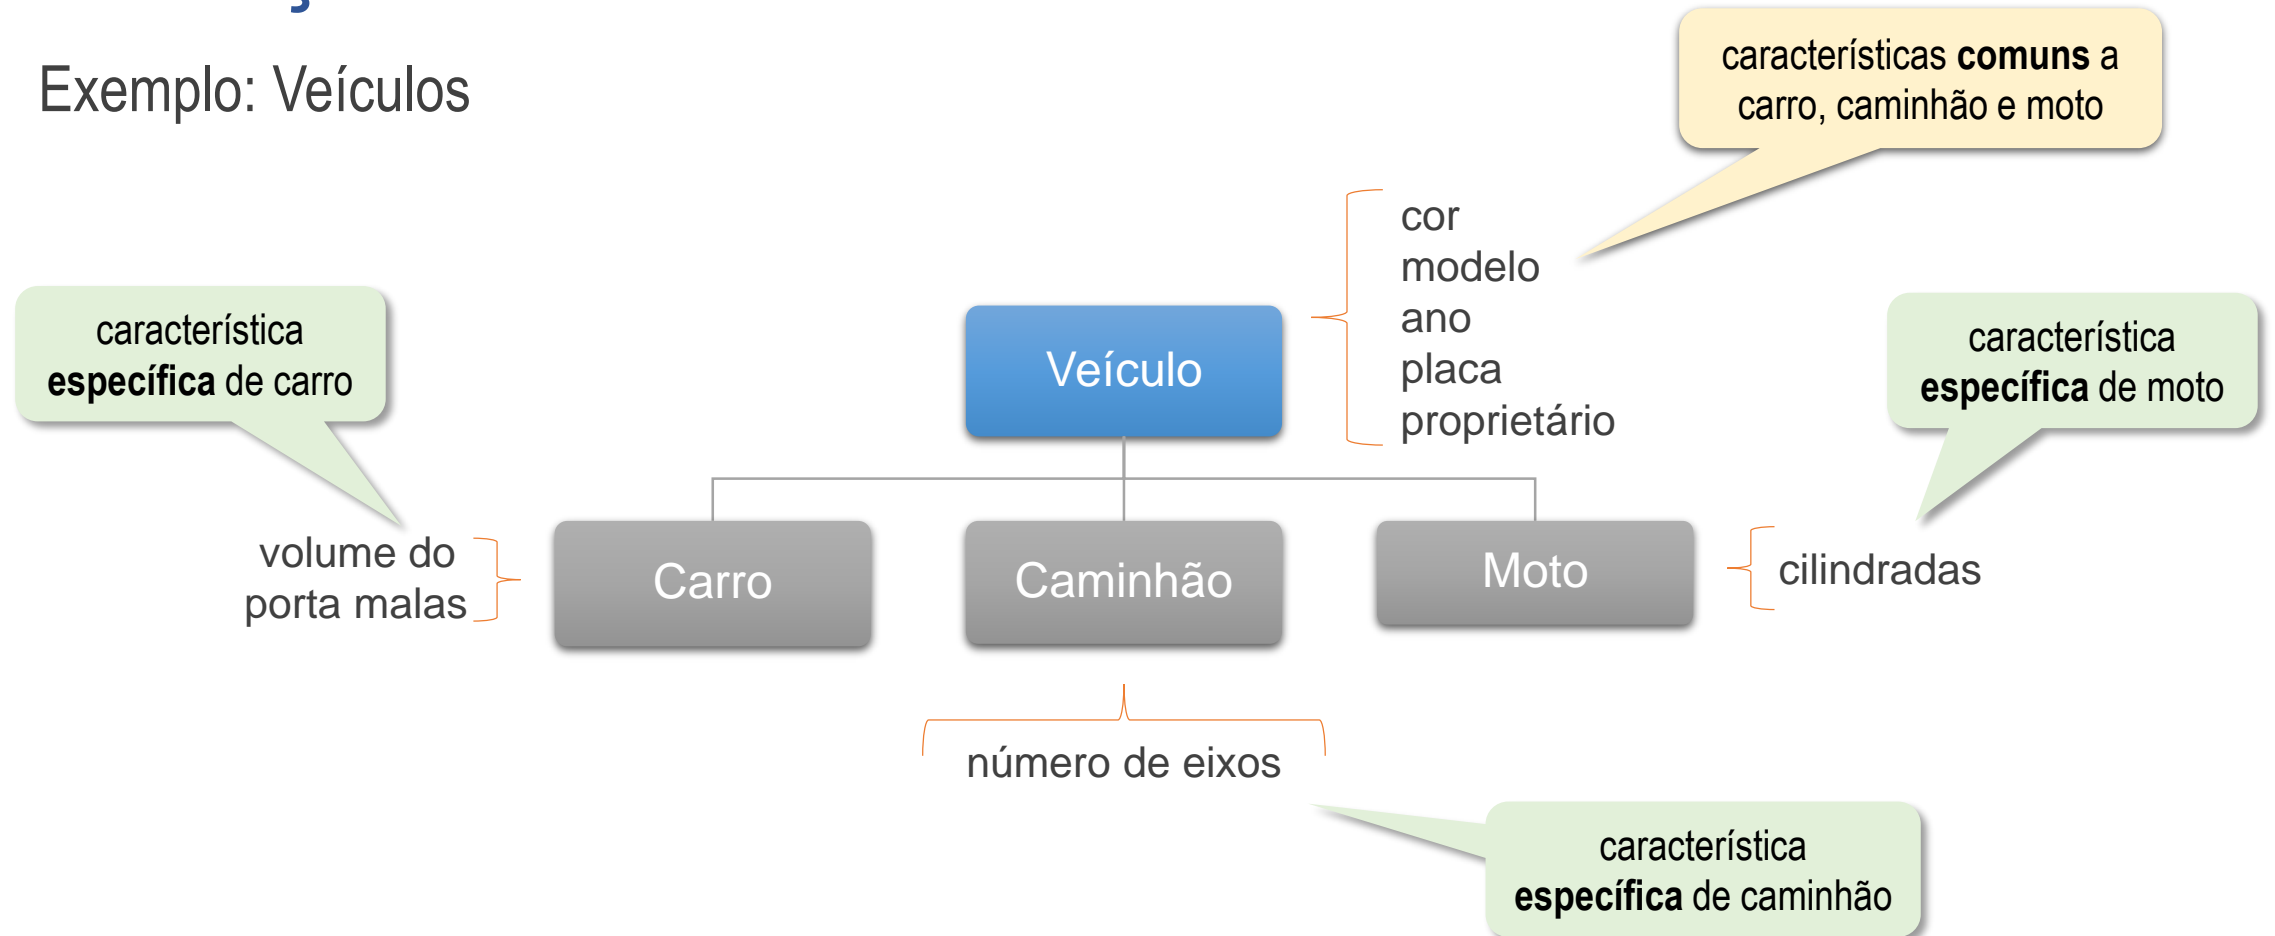 Exemplo: Veículos
características comuns a
carro, caminhão e moto
cor
modelo
ano
placa
proprietário
Veículo
característica
específica de carro
característica
específica de moto
volume do
porta malas
Carro
Caminhão
Moto
cilindradas
número de eixos
característica
específica de caminhão